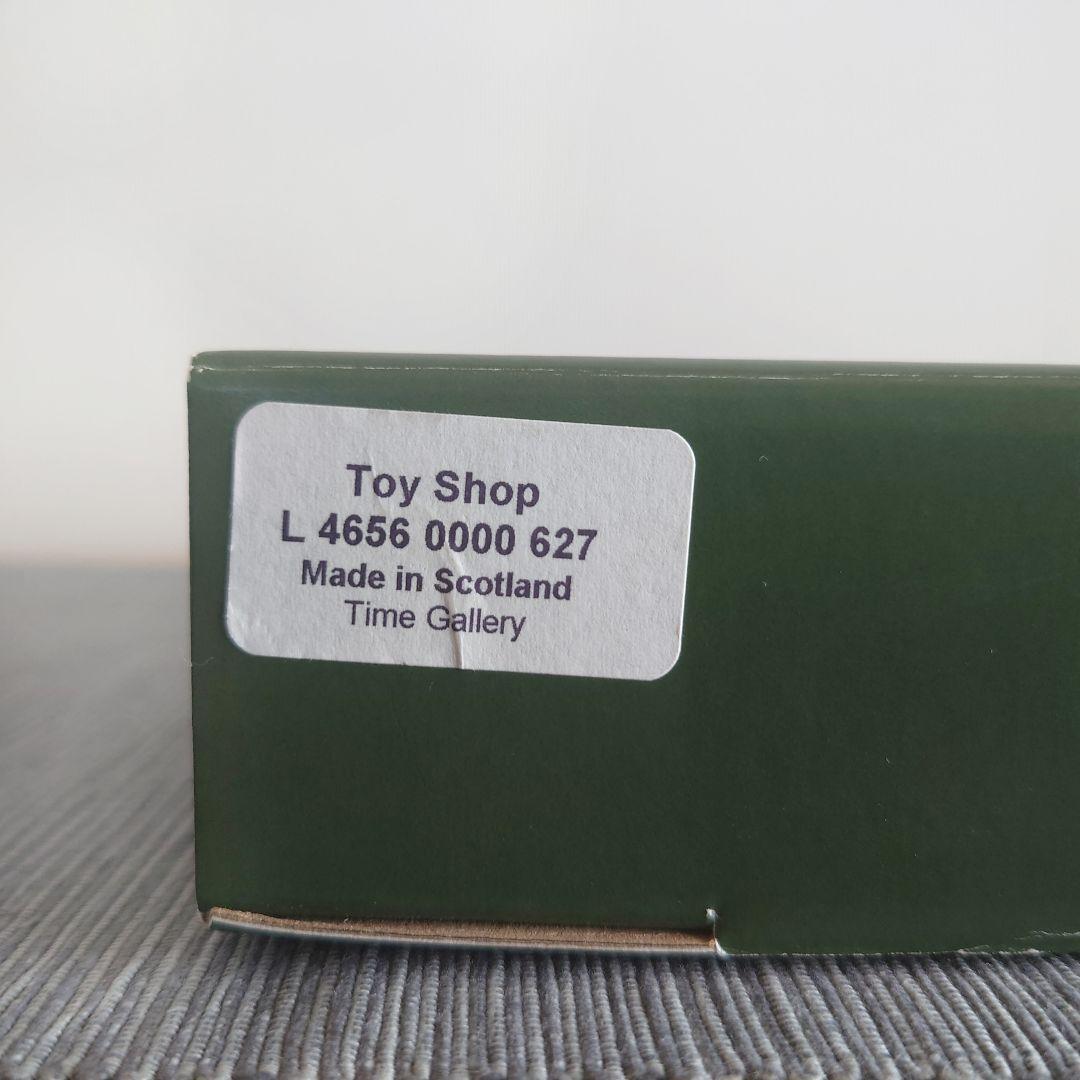 Toy Shop
L 4656 0000 627
Made in Scotland
Time Gallery